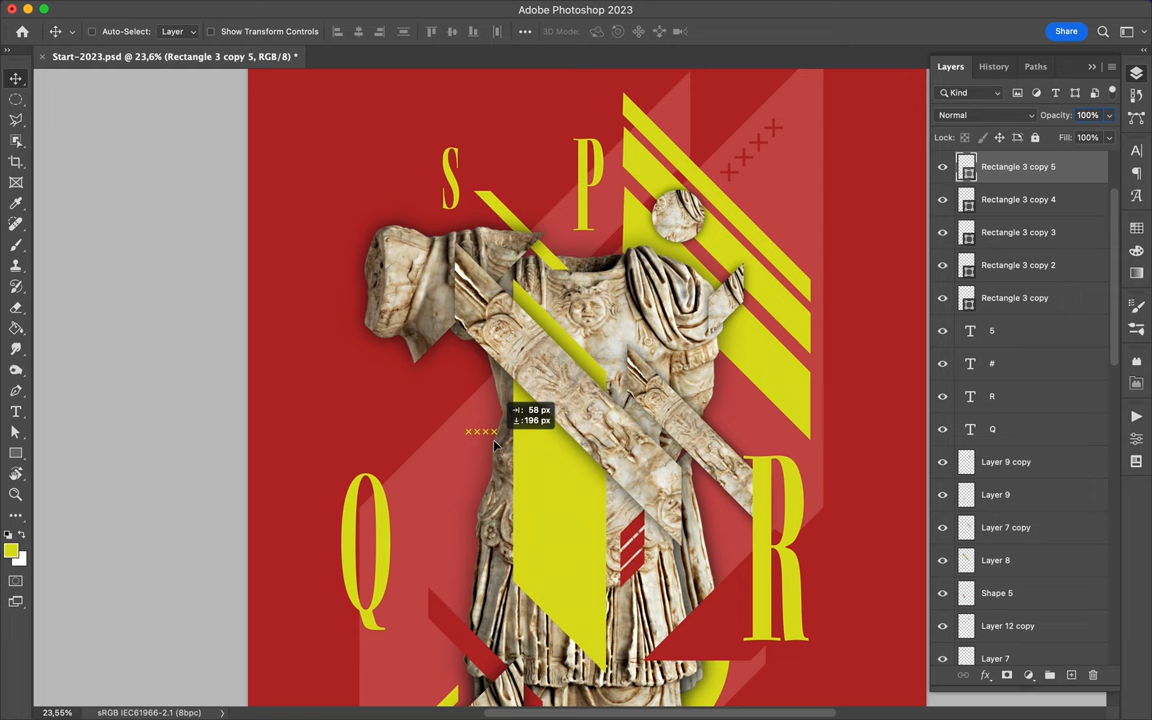 Adobe Photoshop 2023
Auto-Select: Layer Show Transform Controls 3D Mode: Share
Start-2023.psd @ 23,6% (Rectangle 3 copy 5, RGB/8) *
Layers History Paths
Kind
Normal Opacity: 100%
Lock: Fill: 100%
Rectangle 3 copy 5
Rectangle 3 copy 4
Rectangle 3 copy 3
Rectangle 3 copy 2
Rectangle 3 copy
5
#
R
Q
Layer 9 copy
Layer 9
Layer 7 copy
Layer 8
Shape 5
Layer 12 copy
Layer 7
S P
Q R
58 px
196 px
23,55% sRGB IEC61966-2.1 (8bpc)